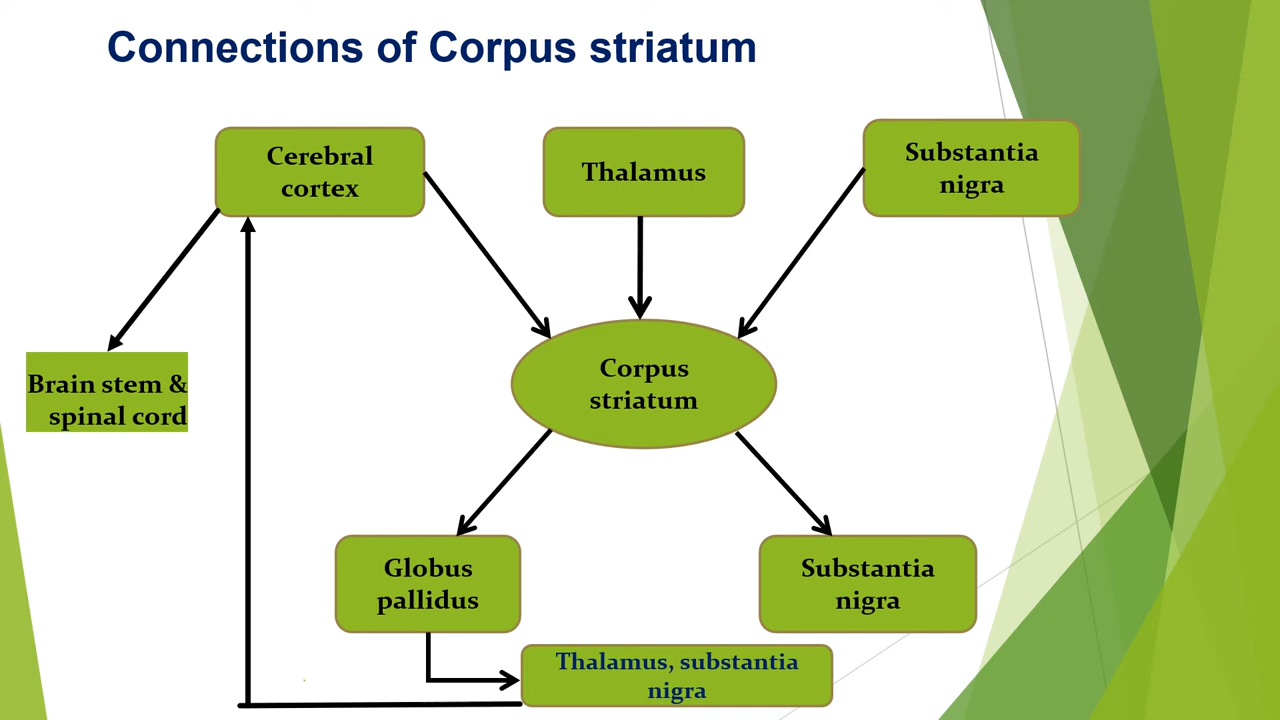 Connections of Corpus striatum
Cerebral
cortex
Thalamus
Substantia
nigra
Brain stem &
spinal cord
Corpus
striatum
Globus
pallidus
Substantia
nigra
Thalamus, substantia
nigra